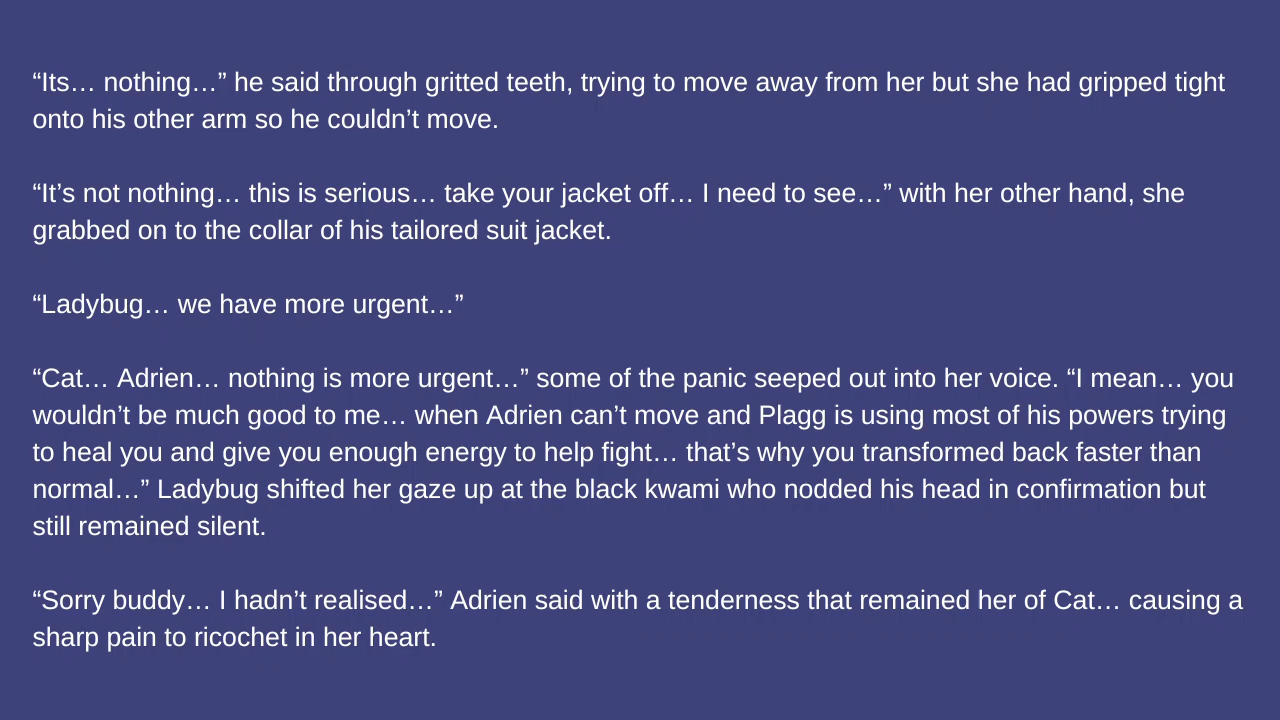 “Its… nothing…” he said through gritted teeth, trying to move away from her but she had gripped tight
onto his other arm so he couldn’t move.
“It’s not nothing… this is serious… take your jacket off… I need to see…” with her other hand, she
grabbed on to the collar of his tailored suit jacket.
“Ladybug… we have more urgent…”
“Cat… Adrien… nothing is more urgent…” some of the panic seeped out into her voice. “I mean… you
wouldn’t be much good to me… when Adrien can’t move and Plagg is using most of his powers trying
to heal you and give you enough energy to help fight… that’s why you transformed back faster than
normal…” Ladybug shifted her gaze up at the black kwami who nodded his head in confirmation but
still remained silent.
“Sorry buddy… I hadn’t realised…” Adrien said with a tenderness that remained her of Cat… causing a
sharp pain to ricochet in her heart.